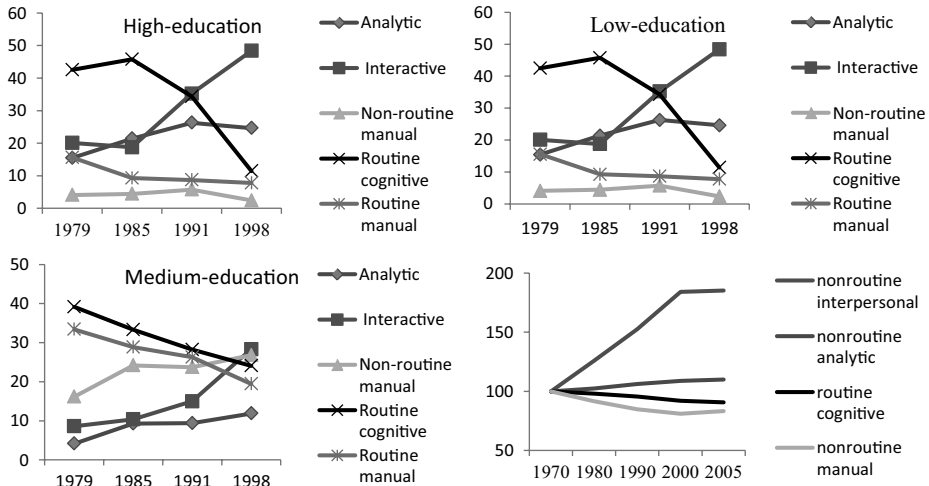 High-education
60
50
40
30
20
10
0
1979 1985 1991 1998
Analytic
Interactive
Non-routine
manual
Routine
cognitive
Routine
manual
Low-education
60
50
40
30
20
10
0
1979 1985 1991 1998
Analytic
Interactive
Non-routine
manual
Routine
cognitive
Routine
manual
Medium-education
50
40
30
20
10
0
1979 1985 1991 1998
Analytic
Interactive
Non-routine
manual
Routine
cognitive
Routine
manual
200
150
100
50
1970 1980 1990 2000 2005
nonroutine
interpersonal
nonroutine
analytic
routine
cognitive
nonroutine
manual